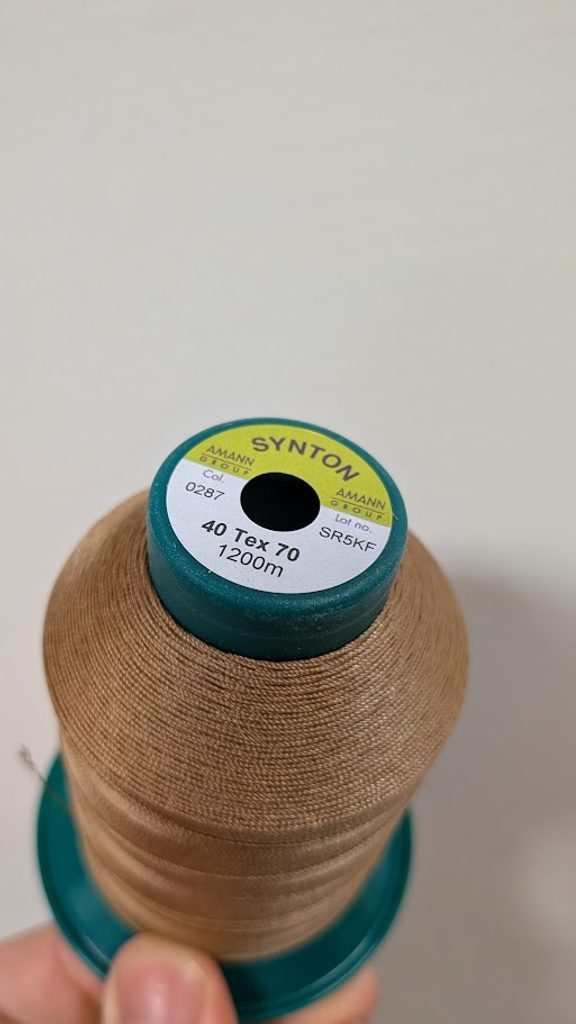 SYNTON
AMANN
GROUP
Col.
0287
AMANN
GROUP
Lot no.
SR5KF
40 Tex 70
1200m